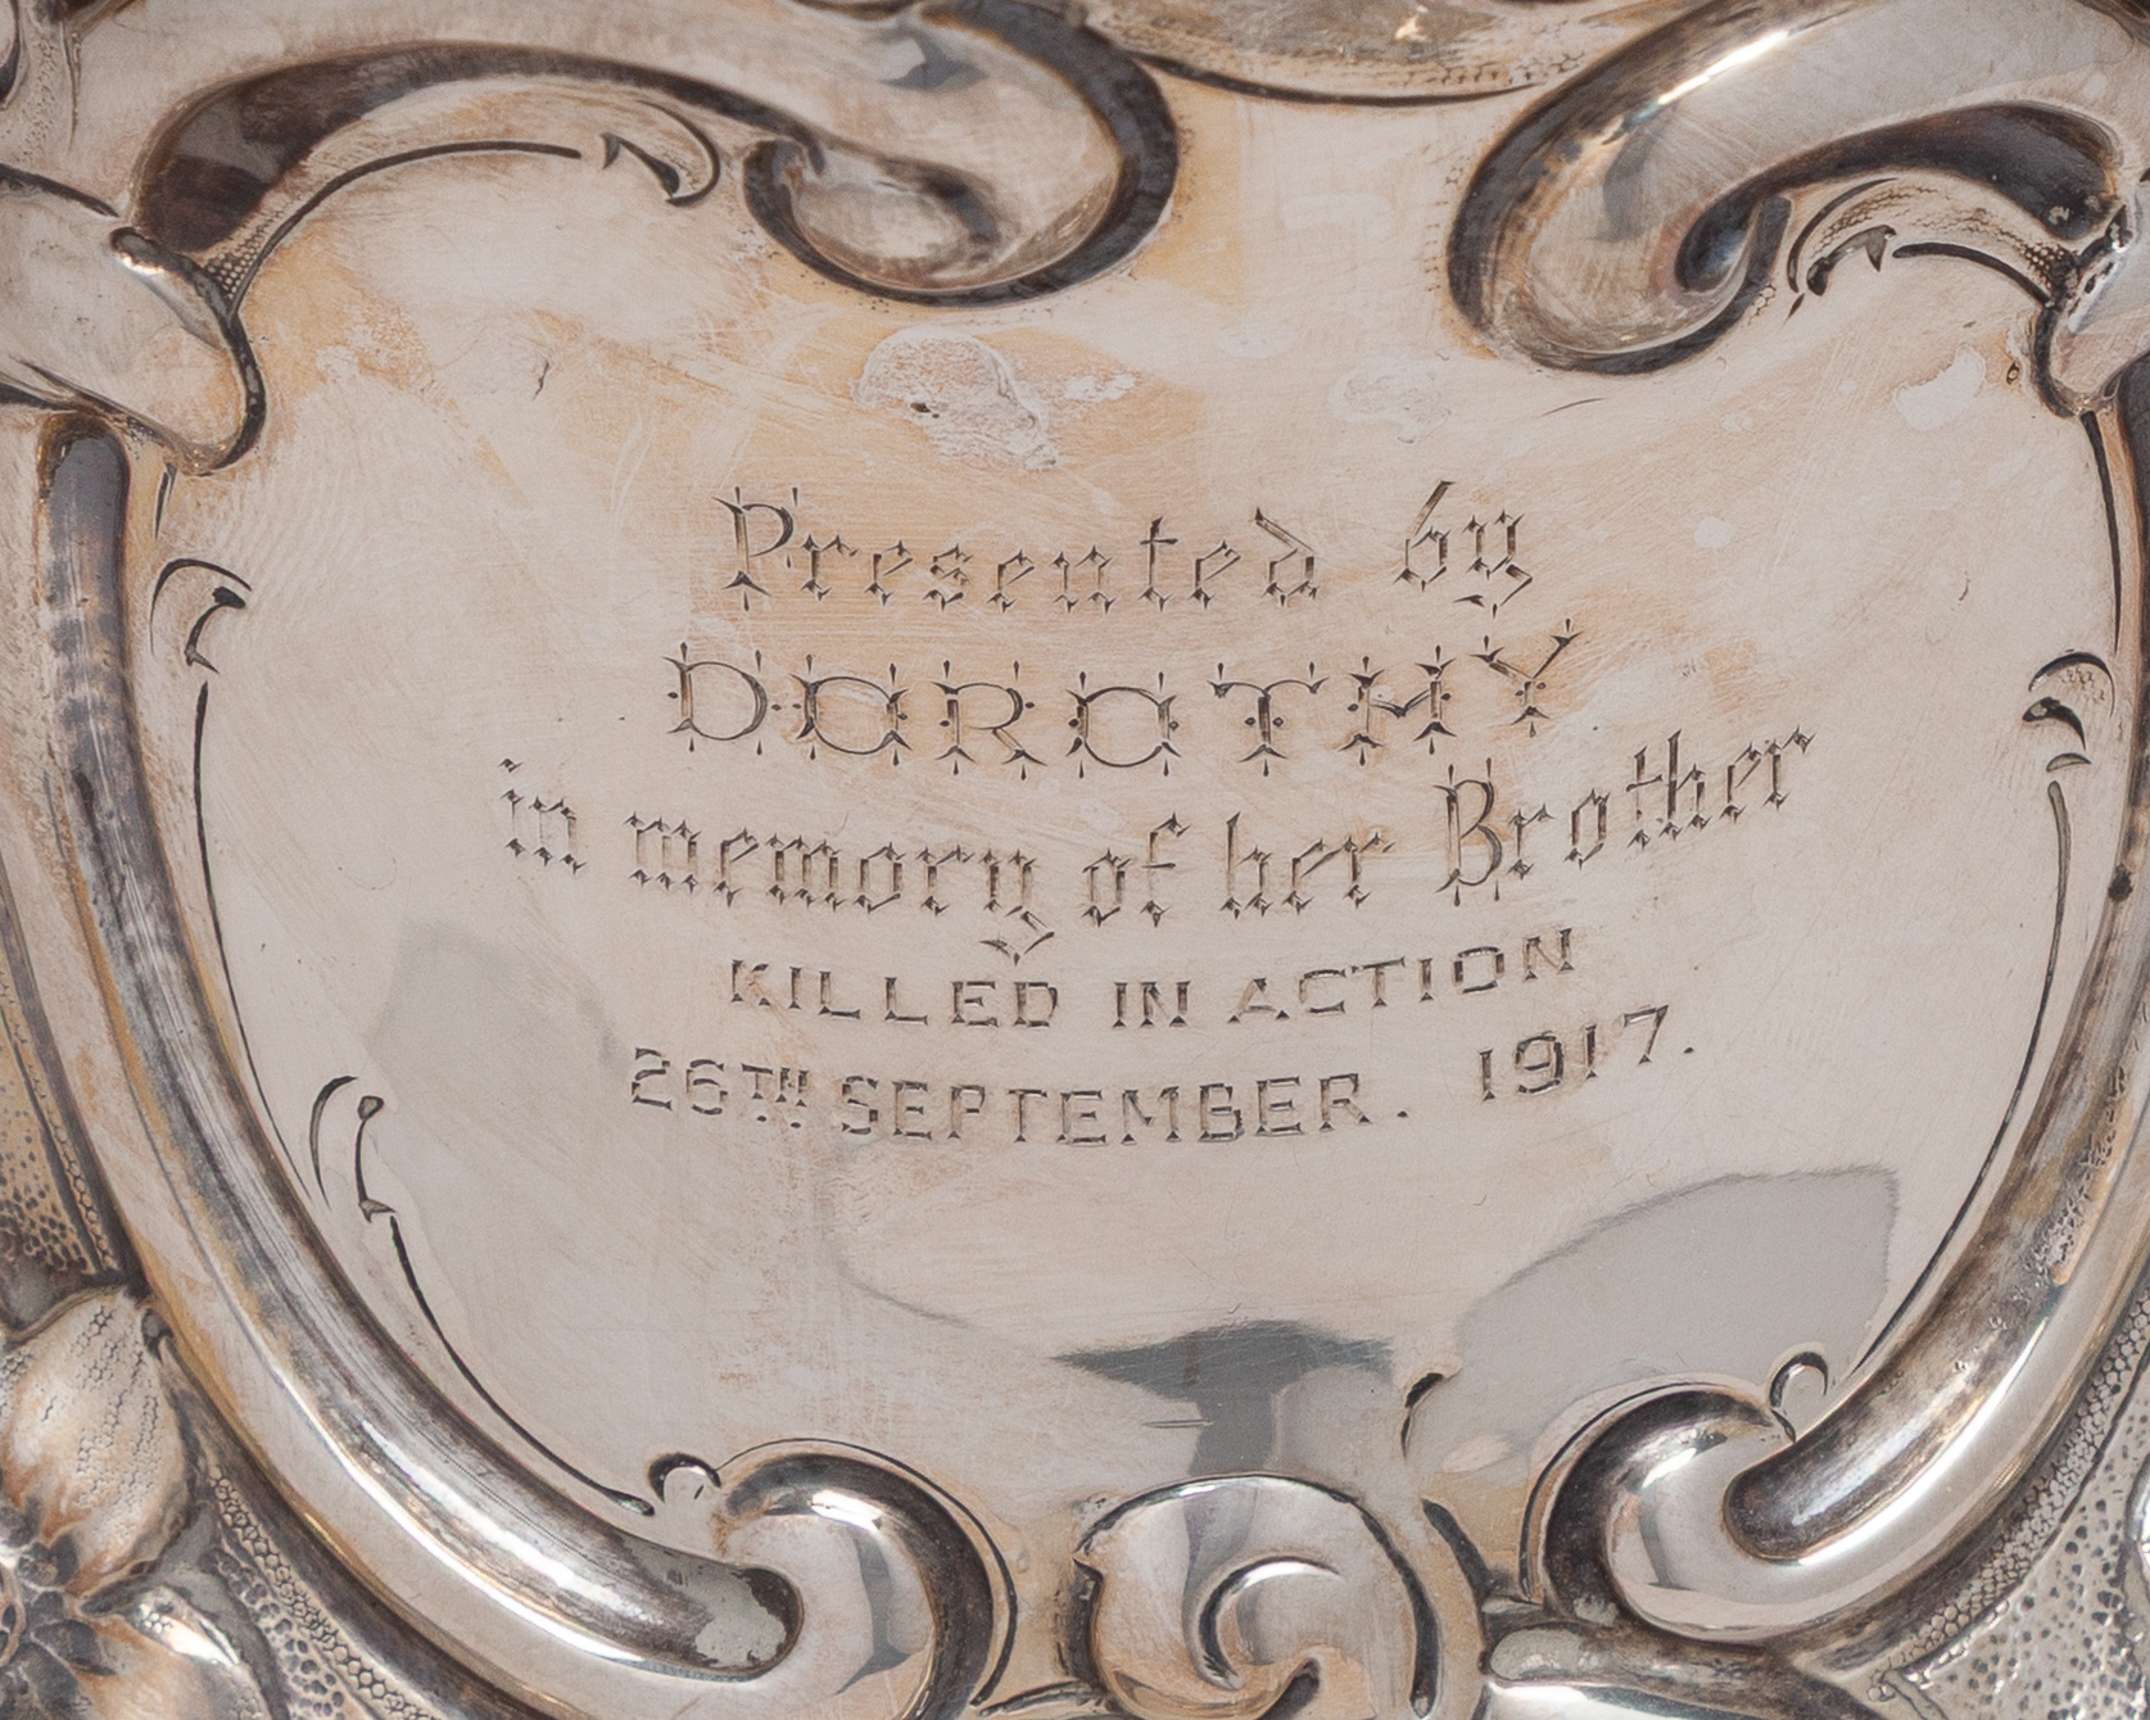 Presented by
DOROTHY
in memory of her Brother
KILLED IN ACTION
26TH SEPTEMBER. 1917.